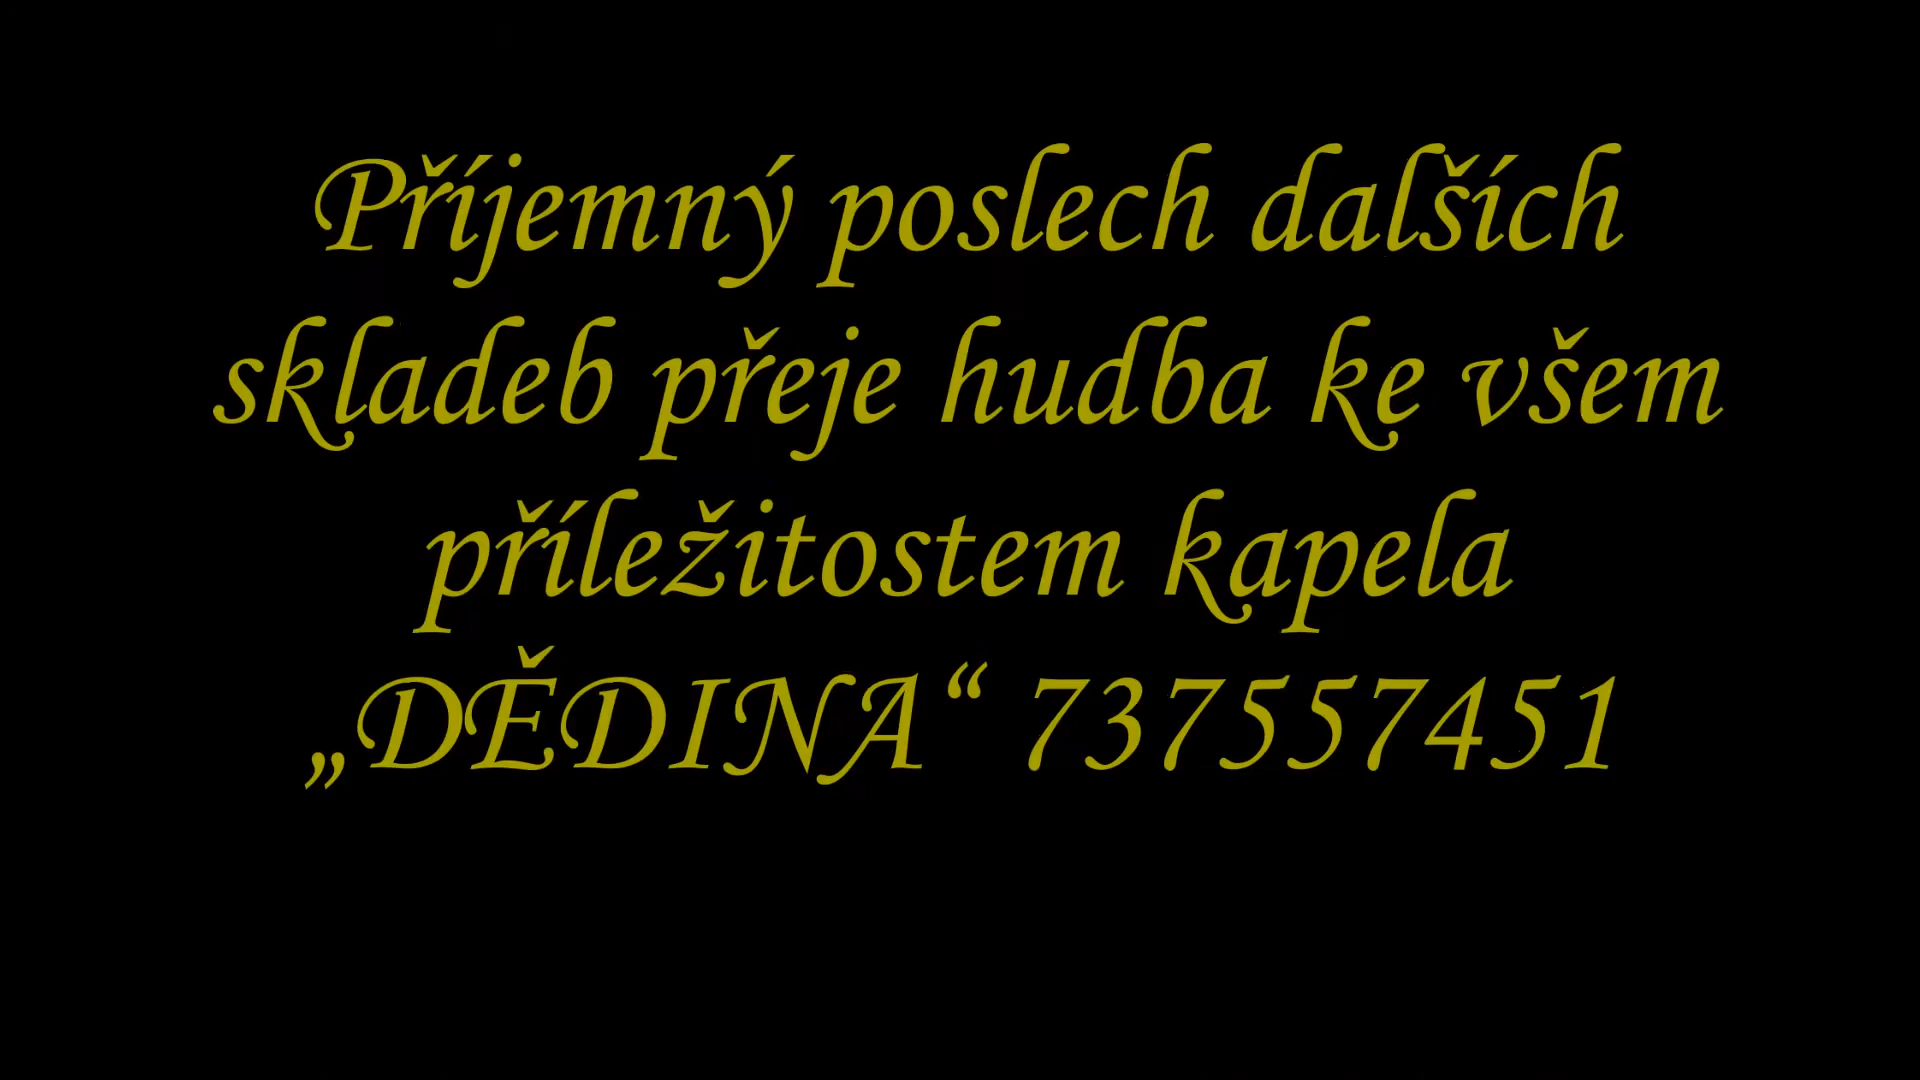 Příjemný poslech dalších
skladeb přeje hudba ke všem
příležitostem kapela
„DĚDINA“ 737557451